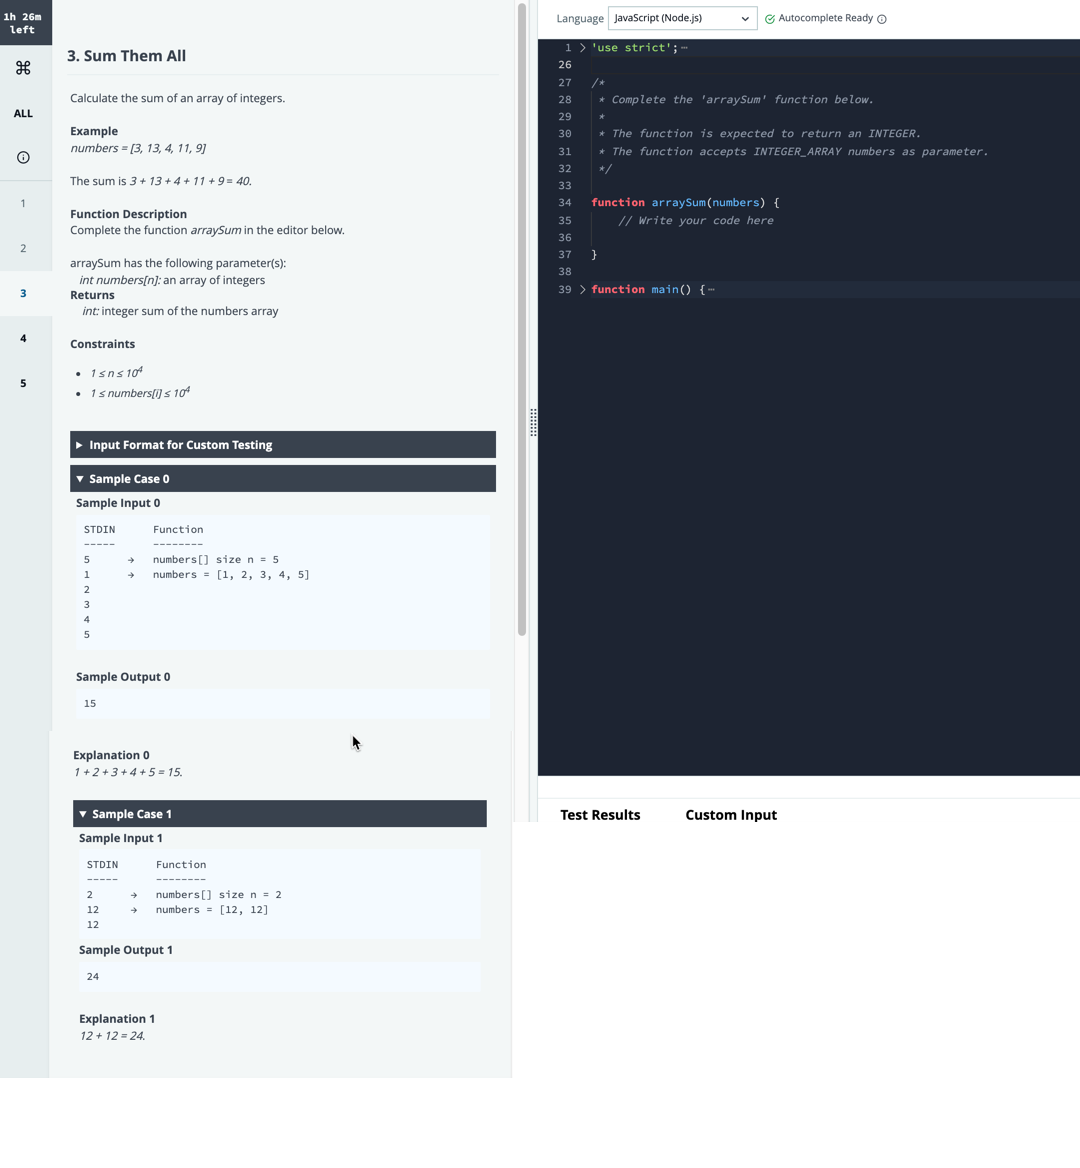 1h 26m
left
ALL
1
2
3
4
5
3. Sum Them All
Calculate the sum of an array of integers.
Example
numbers = [3, 13, 4, 11, 9]
The sum is 3 + 13 + 4 + 11 + 9 = 40.
Function Description
Complete the function arraySum in the editor below.
arraySum has the following parameter(s):
int numbers[n]: an array of integers
Returns
int: integer sum of the numbers array
Constraints
• 1 ≤ n ≤ 10⁴
• 1 ≤ numbers[i] ≤ 10⁴
Input Format for Custom Testing
Sample Case 0
Sample Input 0
STDIN Function
----- --------
5 → numbers[] size n = 5
1 → numbers = [1, 2, 3, 4, 5]
2
3
4
5
Sample Output 0
15
Explanation 0
1 + 2 + 3 + 4 + 5 = 15.
Sample Case 1
Sample Input 1
STDIN Function
----- --------
2 → numbers[] size n = 2
12 → numbers = [12, 12]
12
Sample Output 1
24
Explanation 1
12 + 12 = 24.
Language JavaScript (Node.js) Autocomplete Ready
1 > 'use strict';⋯
26
27 /*
28 * Complete the 'arraySum' function below.
29 *
30 * The function is expected to return an INTEGER.
31 * The function accepts INTEGER_ARRAY numbers as parameter.
32 */
33
34 function arraySum(numbers) {
35 // Write your code here
36
37 }
38
39 > function main() {⋯
Test Results Custom Input